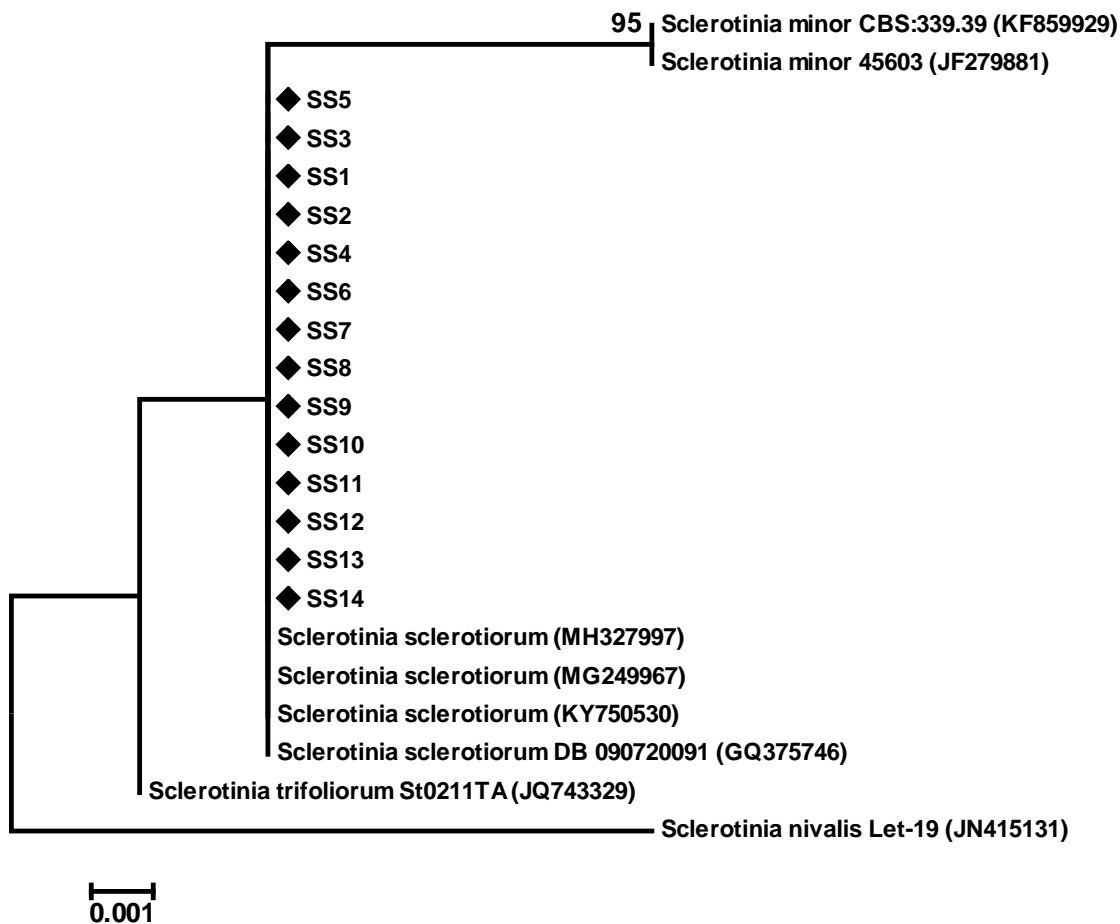 95
Sclerotinia minor CBS:339.39 (KF859929)
Sclerotinia minor 45603 (JF279881)
SS5
SS3
SS1
SS2
SS4
SS6
SS7
SS8
SS9
SS10
SS11
SS12
SS13
SS14
Sclerotinia sclerotiorum (MH327997)
Sclerotinia sclerotiorum (MG249967)
Sclerotinia sclerotiorum (KY750530)
Sclerotinia sclerotiorum DB 090720091 (GQ375746)
Sclerotinia trifoliorum St0211TA (JQ743329)
Sclerotinia nivalis Let-19 (JN415131)
0.001